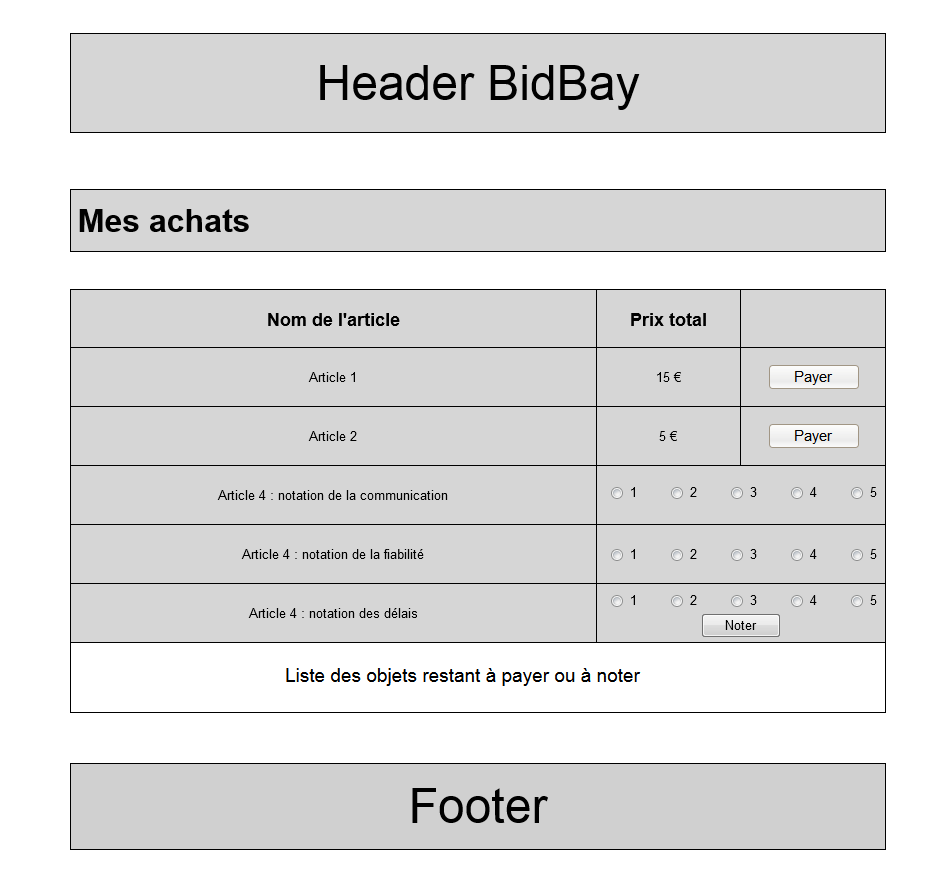 Header BidBay
Mes achats
Nom de l'article Prix total
Article 1 15 € Payer
Article 2 5 € Payer
Article 4 : notation de la communication 1 2 3 4 5
Article 4 : notation de la fiabilité 1 2 3 4 5
Article 4 : notation des délais 1 2 3 4 5
Noter
Liste des objets restant à payer ou à noter
Footer